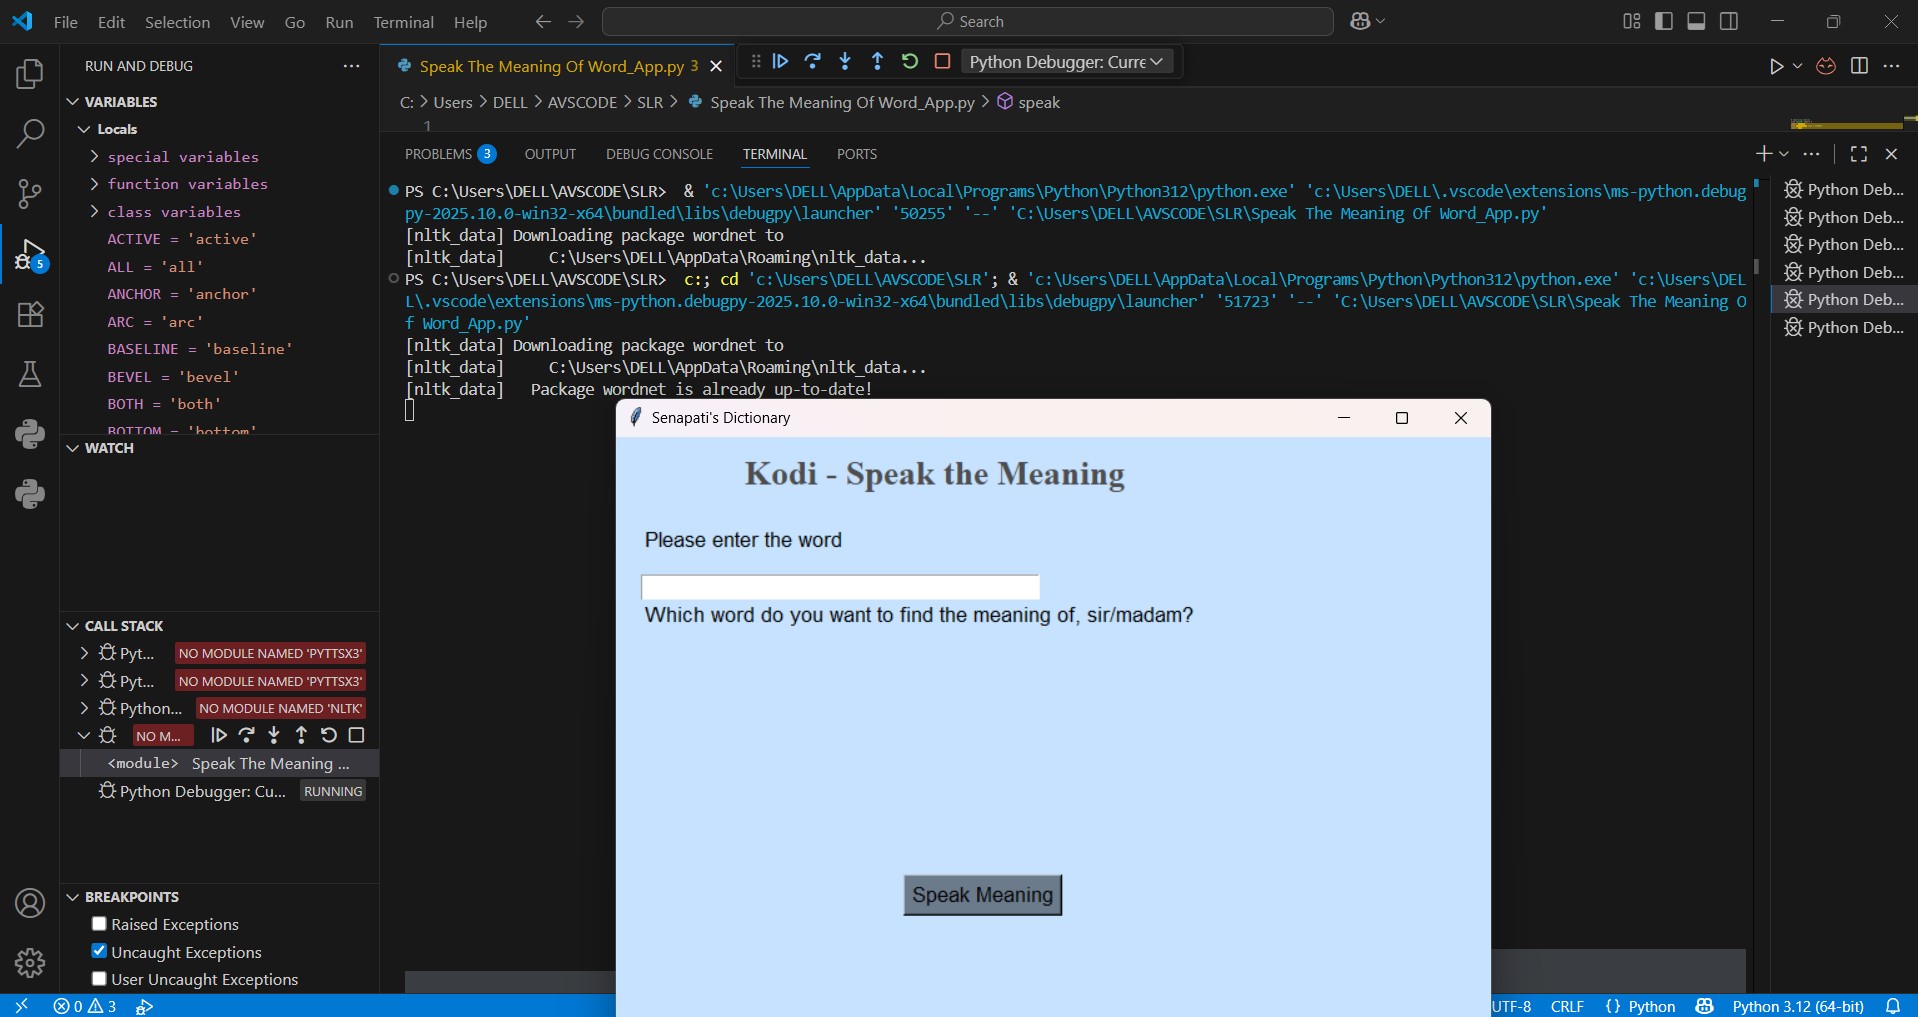 File Edit Selection View Go Run Terminal Help
Search
RUN AND DEBUG
VARIABLES
Locals
special variables
function variables
class variables
ACTIVE = 'active'
ALL = 'all'
ANCHOR = 'anchor'
ARC = 'arc'
BASELINE = 'baseline'
BEVEL = 'bevel'
BOTH = 'both'
BOTTOM = 'bottom'
WATCH
CALL STACK
Pyt... NO MODULE NAMED 'PYTTSX3'
Pyt... NO MODULE NAMED 'PYTTSX3'
Python... NO MODULE NAMED 'NLTK'
NO M...
<module> Speak The Meaning ...
Python Debugger: Cu... RUNNING
BREAKPOINTS
Raised Exceptions
Uncaught Exceptions
User Uncaught Exceptions
5
Speak The Meaning Of Word_App.py 3
Python Debugger: Curre
C: > Users > DELL > AVSCODE > SLR > Speak The Meaning Of Word_App.py > speak
1
PROBLEMS 3 OUTPUT DEBUG CONSOLE TERMINAL PORTS
PS C:\Users\DELL\AVSCODE\SLR> & 'c:\Users\DELL\AppData\Local\Programs\Python\Python312\python.exe' 'c:\Users\DELL\.vscode\extensions\ms-python.debug
py-2025.10.0-win32-x64\bundled\libs\debugpy\launcher' '50255' '--' 'C:\Users\DELL\AVSCODE\SLR\Speak The Meaning Of Word_App.py'
[nltk_data] Downloading package wordnet to
[nltk_data]     C:\Users\DELL\AppData\Roaming\nltk_data...
PS C:\Users\DELL\AVSCODE\SLR> c:; cd 'c:\Users\DELL\AVSCODE\SLR'; & 'c:\Users\DELL\AppData\Local\Programs\Python\Python312\python.exe' 'c:\Users\DEL
L\.vscode\extensions\ms-python.debugpy-2025.10.0-win32-x64\bundled\libs\debugpy\launcher' '51723' '--' 'C:\Users\DELL\AVSCODE\SLR\Speak The Meaning O
f Word_App.py'
[nltk_data] Downloading package wordnet to
[nltk_data]     C:\Users\DELL\AppData\Roaming\nltk_data...
[nltk_data]   Package wordnet is already up-to-date!
Python Deb...
Python Deb...
Python Deb...
Python Deb...
Python Deb...
Python Deb...
Senapati's Dictionary
Kodi - Speak the Meaning
Please enter the word
Which word do you want to find the meaning of, sir/madam?
Speak Meaning
0 3
UTF-8 CRLF {} Python Python 3.12 (64-bit)